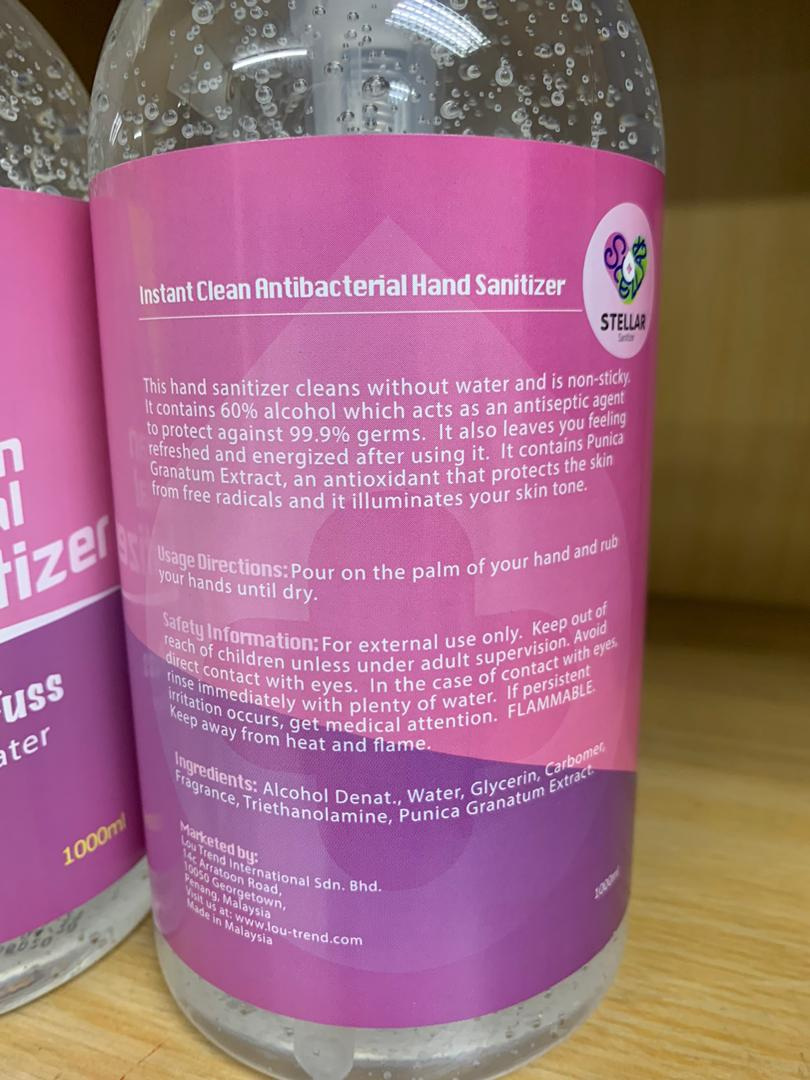 Instant Clean Antibacterial Hand Sanitizer
STELLAR
Sanitizer
This hand sanitizer cleans without water and is non-sticky.
It contains 60% alcohol which acts as an antiseptic agent
to protect against 99.9% germs. It also leaves you feeling
refreshed and energized after using it. It contains Punica
Granatum Extract, an antioxidant that protects the skin
from free radicals and it illuminates your skin tone.
Usage Directions: Pour on the palm of your hand and rub
your hands until dry.
Safety Information: For external use only. Keep out of
reach of children unless under adult supervision. Avoid
direct contact with eyes. In the case of contact with eyes,
rinse immediately with plenty of water. If persistent
irritation occurs, get medical attention. FLAMMABLE.
Keep away from heat and flame.
Ingredients: Alcohol Denat., Water, Glycerin, Carbomer,
Fragrance, Triethanolamine, Punica Granatum Extract.
Marketed by:
Lou Trend International Sdn. Bhd.
14c Arratoon Road,
10050 Georgetown,
Penang, Malaysia
Visit us at: www.lou-trend.com
Made in Malaysia
1000ml
n
al
tizer
uss
ater
1000ml